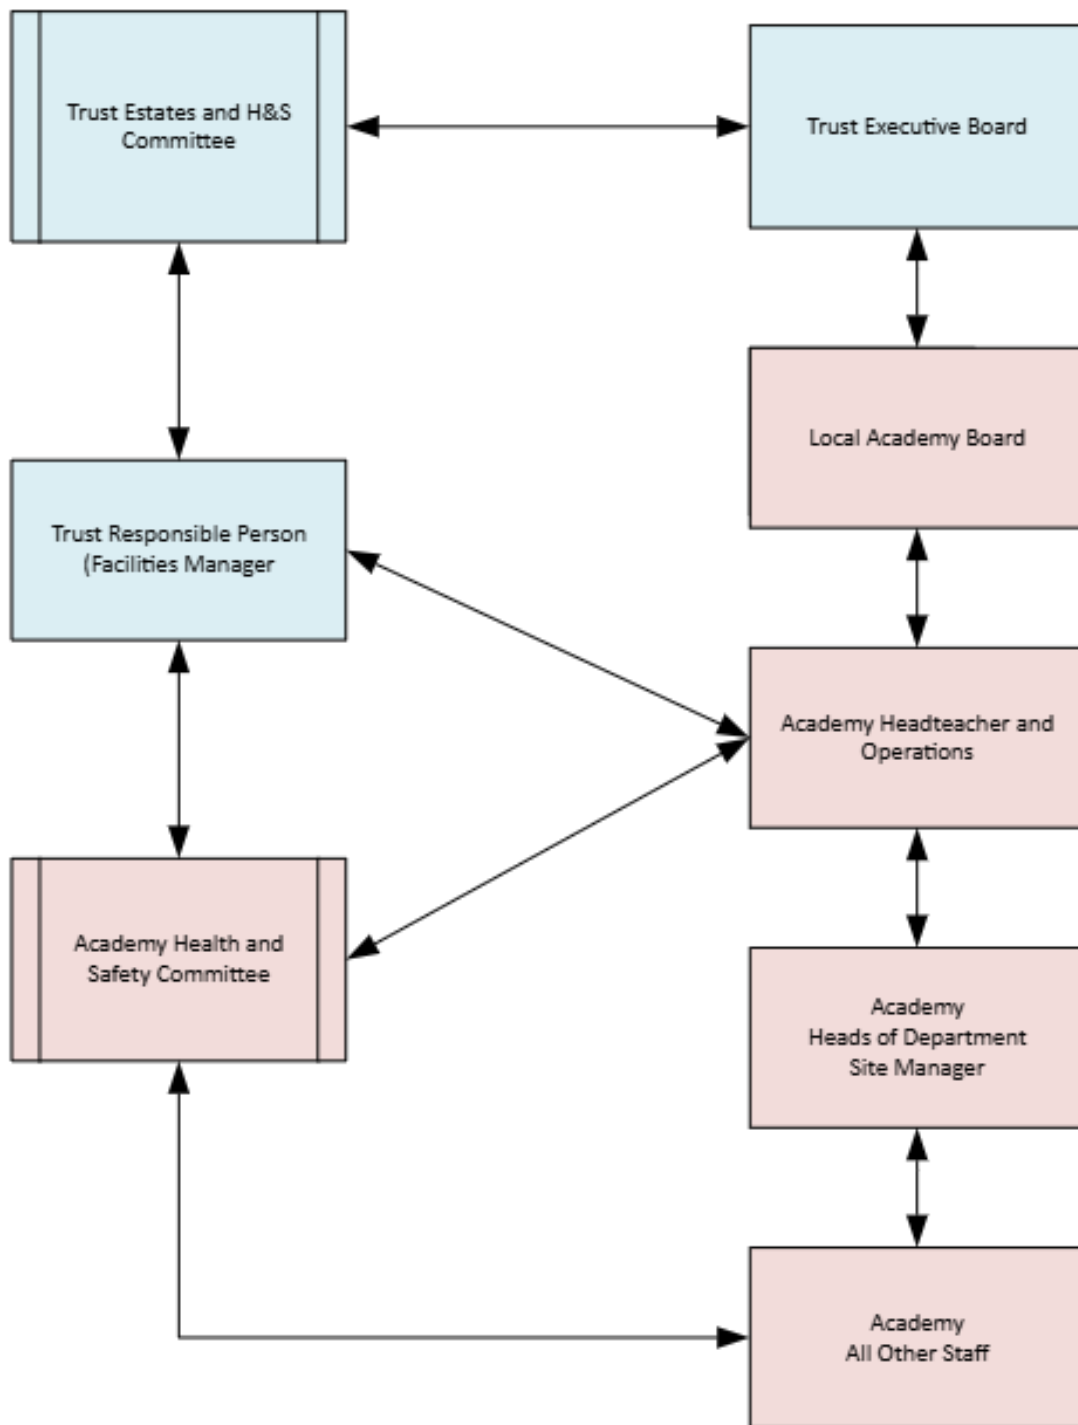 Trust Estates and H&S
Committee
Trust Executive Board
Local Academy Board
Trust Responsible Person
(Facilities Manager
Academy Headteacher and
Operations
Academy Health and
Safety Committee
Academy
Heads of Department
Site Manager
Academy
All Other Staff